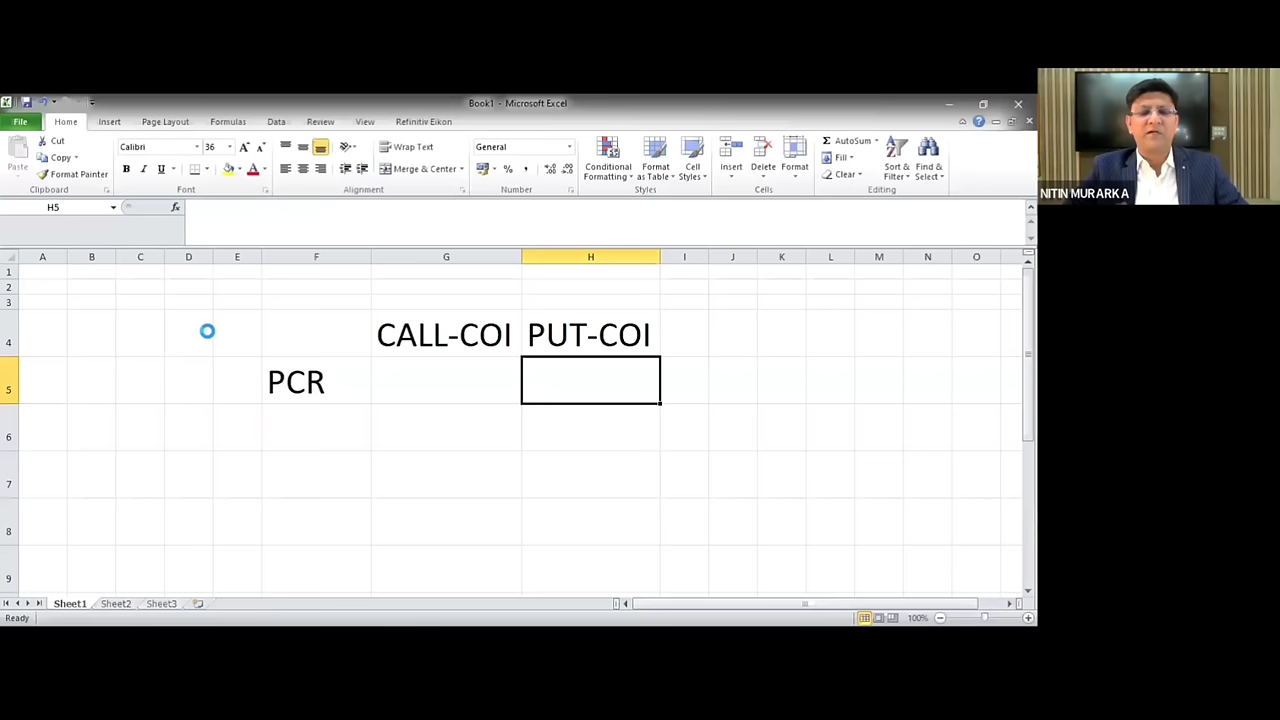 Book1 - Microsoft Excel
File Home Insert Page Layout Formulas Data Review View Refinitiv Eikon
Cut
Copy
Format Painter
Paste
Clipboard
Calibri 36 A A
B I U A
Font
Wrap Text
Merge & Center
Alignment
General
% ,
Number
Conditional Formatting
Format as Table
Cell Styles
Styles
Insert Delete Format
Cells
Σ AutoSum
Fill
Clear
Sort & Filter
Find & Select
Editing
NITIN MURARKA
H5 fx
A B C D E F G H I J K L M N O
1
2
3
4 CALL-COI PUT-COI
5 PCR
6
7
8
9
Sheet1 Sheet2 Sheet3
Ready 100%